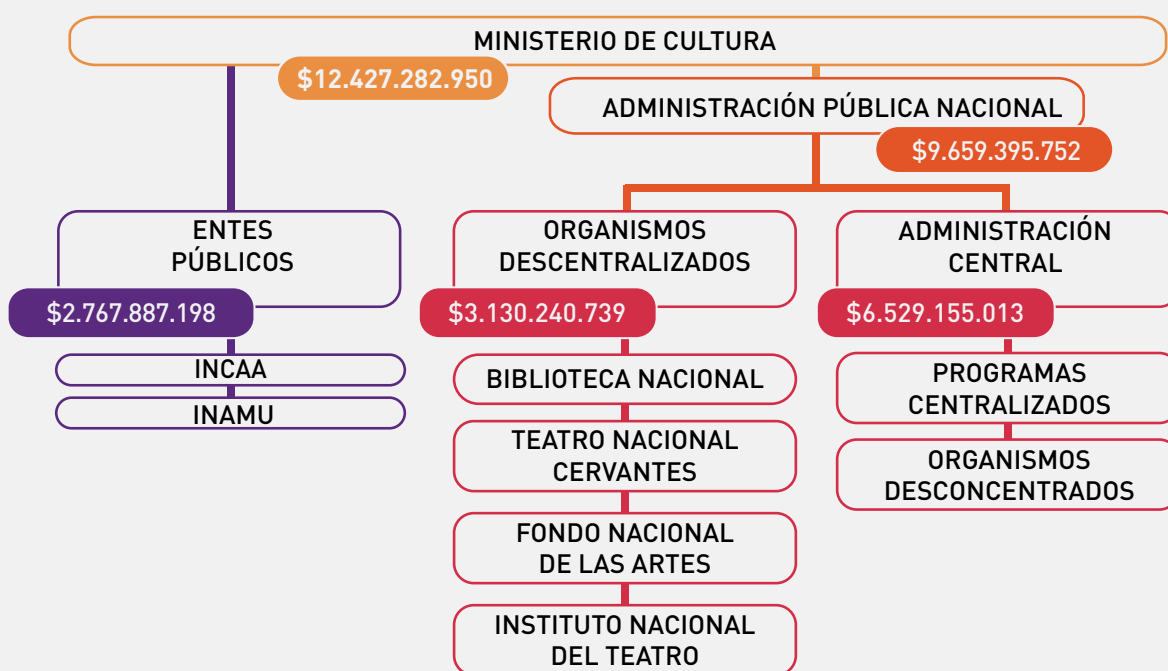 MINISTERIO DE CULTURA
$12.427.282.950
ADMINISTRACIÓN PÚBLICA NACIONAL
$9.659.395.752
ENTES
PÚBLICOS
$2.767.887.198
INCAA
INAMU
ORGANISMOS
DESCENTRALIZADOS
$3.130.240.739
BIBLIOTECA NACIONAL
TEATRO NACIONAL
CERVANTES
FONDO NACIONAL
DE LAS ARTES
INSTITUTO NACIONAL
DEL TEATRO
ADMINISTRACIÓN
CENTRAL
$6.529.155.013
PROGRAMAS
CENTRALIZADOS
ORGANISMOS
DESCONCENTRADOS